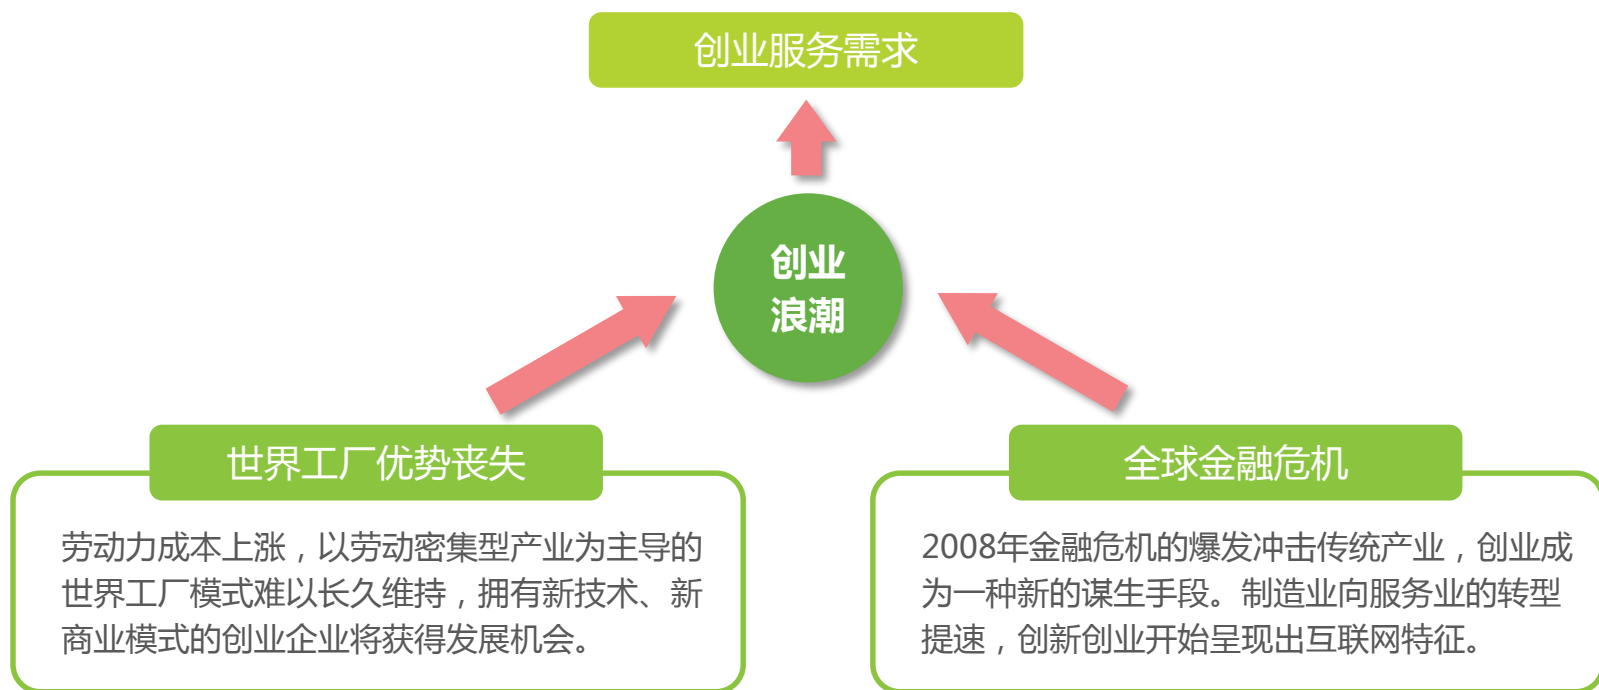 创业服务需求
创业
浪潮
世界工厂优势丧失
劳动力成本上涨，以劳动密集型产业为主导的
世界工厂模式难以长久维持，拥有新技术、新
商业模式的创业企业将获得发展机会。
全球金融危机
2008年金融危机的爆发冲击传统产业，创业成
为一种新的谋生手段。制造业向服务业的转型
提速，创新创业开始呈现出互联网特征。